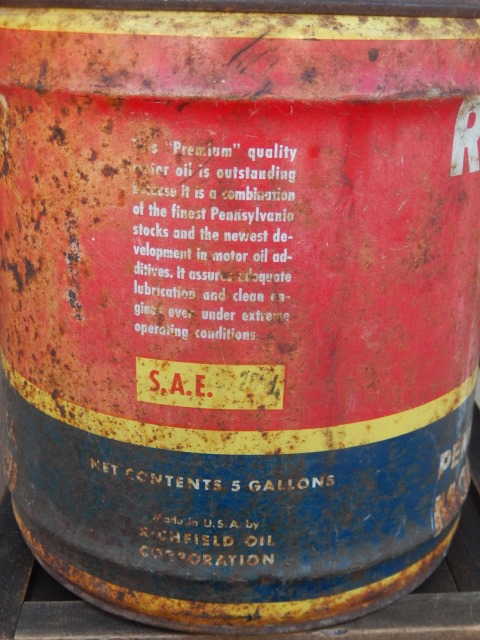 This "Premium" quality
motor oil is outstanding
because it is a combination
of the finest Pennsylvania
stocks and the newest de-
velopment in motor oil ad-
ditives. It assures adequate
lubrication and clean en-
gines even under extreme
operating conditions
R
S.A.E.
NET CONTENTS 5 GALLONS
PE
Made in U.S.A. by
RICHFIELD OIL
CORPORATION